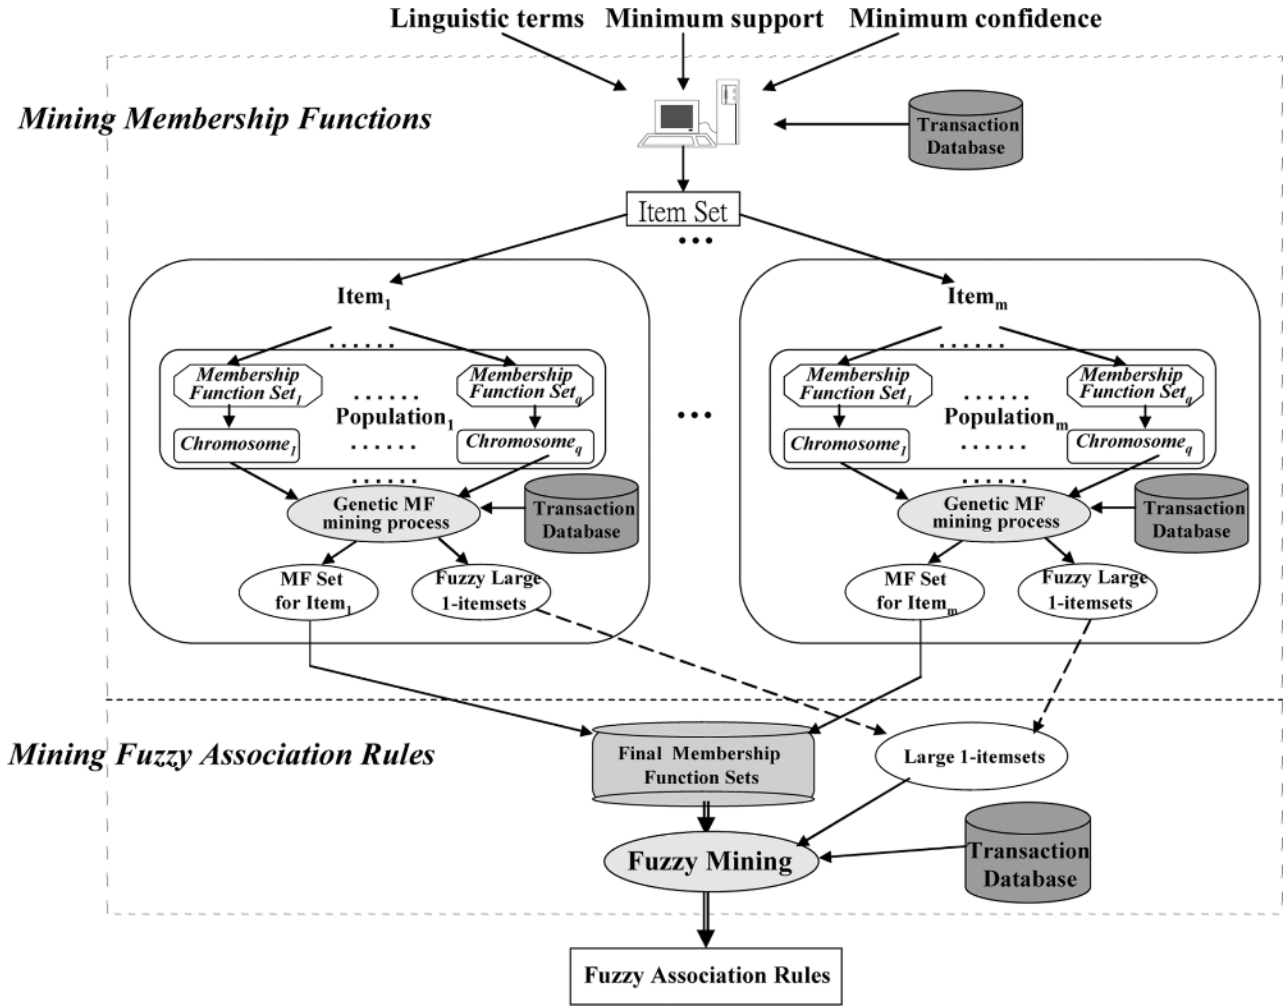 Linguistic terms Minimum support Minimum confidence
Mining Membership Functions
Transaction
Database
Item Set
...
Item1
......
Membership
Function Set1
Membership
Function Setq
......
Population1
Chromosome1
......
Chromosomeq
......
Genetic MF
mining process
Transaction
Database
MF Set
for Item1
Fuzzy Large
1-itemsets
...
Itemm
......
Membership
Function Set1
Membership
Function Setq
......
Populationm
Chromosome1
......
Chromosomeq
......
Genetic MF
mining process
Transaction
Database
MF Set
for Itemm
Fuzzy Large
1-itemsets
Mining Fuzzy Association Rules
Final Membership
Function Sets
Large 1-itemsets
Fuzzy Mining
Transaction
Database
Fuzzy Association Rules